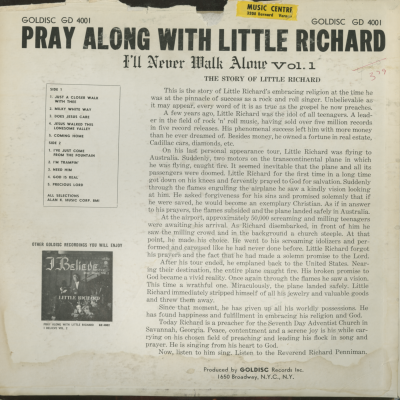 GOLDISC GD 4001
MUSIC CENTRE
GOLDISC GD 4001
PRAY ALONG WITH LITTLE RICHARD
I'll Never Walk Alone Vol. 1
THE STORY OF LITTLE RICHARD
SIDE 1
1. JUST A CLOSER WALK
WITH THEE
2. MILKY WHITE WAY
3. DOES JESUS CARE
4. JESUS WALKED THIS
LONESOME VALLEY
5. COMING HOME
SIDE 2
1. I'VE JUST COME
FROM THE FOUNTAIN
2. I'M TRAMPIN'
3. NEED HIM
4. GOD IS REAL
5. PRECIOUS LORD
ALL SELECTIONS
ALAN K. MUSIC CORP. BMI
OTHER GOLDISC RECORDINGS YOU WILL ENJOY
I Believe
LITTLE RICHARD
PRAY ALONG WITH LITTLE RICHARD
This is the story of Little Richard's embracing religion at the time he
was at the pinnacle of success as a rock and roll singer. Unbelievable as
it may appear, every word of it is as true as the gospel he now preaches.
A few years ago, Little Richard was the idol of all teenagers. A lead-
er in the field of rock 'n' roll music, having sold over five million records
in five record releases. His phenomenal success left him with more money
than he ever dreamed of. Besides money, he owned a fortune in real estate,
Cadillac cars, diamonds, etc.
On his last personal appearance tour, Little Richard was flying to
Australia. Suddenly, two motors on the transcontinental plane in which
he was flying, caught fire. It seemed inevitable that the plane and all its
passengers were doomed. Little Richard for the first time in a long time
got down on his knees and fervently prayed to God for salvation. Suddenly
through the flames engulfing the airplane he saw a kindly vision looking
at him. He asked forgiveness for his sins and promised solemnly that if
he were saved, he would become an exemplary Christian. As if in answer
to his prayers, the flames subsided and the plane landed safely in Australia.
At the airport, approximately 50,000 screaming and milling teenagers
were awaiting his arrival. As Richard disembarked, in front of him he
saw the milling crowd and in the background a church steeple. At that
point, he made his choice. He went to his screaming idolizers and per-
formed and carried like he had never done before. Little Richard forgot
his prayers and the fact that he had made a solemn promise to the Lord.
After his tour ended, he emplaned back to the United States. Near-
ing their destination, the entire plane caught fire. His broken promise to
God became a vivid reality. Once again through the flames he saw a vision.
This time a wrathful one. Miraculously, the plane landed safely. Little
Richard immediately stripped himself of all his jewelry and valuable goods
and threw them away.
Since that moment, he has given up all his worldly possessions. He
has found happiness and fulfillment in embracing his religion and God.
Today Richard is a preacher for the Seventh Day Adventist Church in
Savannah, Georgia. Peace, contentment and a serene joy is his while car-
rying on his chosen field of preaching and leading his flock in song and
prayer. He is singing from his heart to God.
Now, listen to him sing. Listen to the Reverend Richard Penniman.
Produced by GOLDISC Records Inc.
1650 Broadway, N.Y.C., N.Y.